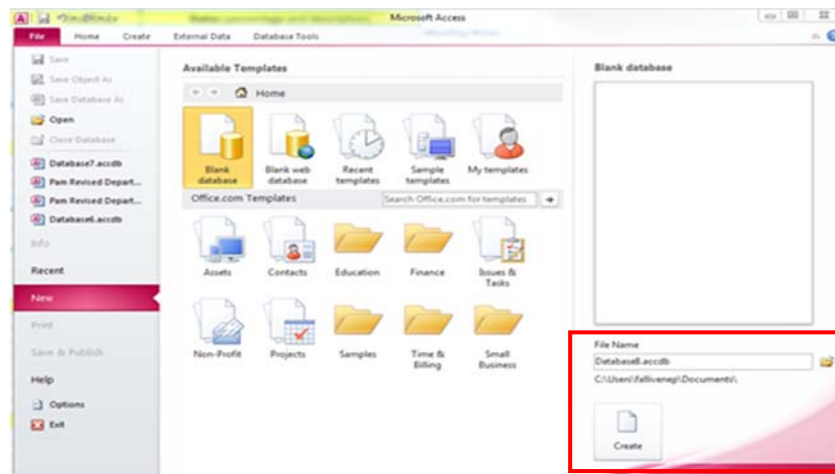 Microsoft Access
File Home Create External Data Database Tools
Save
Save Object As
Save Database As
Open
Close Database
Database7.accdb
Pam Revised Depart...
Pam Revised Depart...
Database6.accdb
Info
Recent
New
Print
Save & Publish
Help
Options
Exit
Available Templates
Home
Blank database
Blank web database
Recent templates
Sample templates
My templates
Office.com Templates
Search Office.com for templates
Assets
Contacts
Education
Finance
Issues & Tasks
Non-Profit
Projects
Samples
Time & Billing
Small Business
Blank database
File Name
Database8.accdb
C:\Users\fallivenep\Documents\
Create